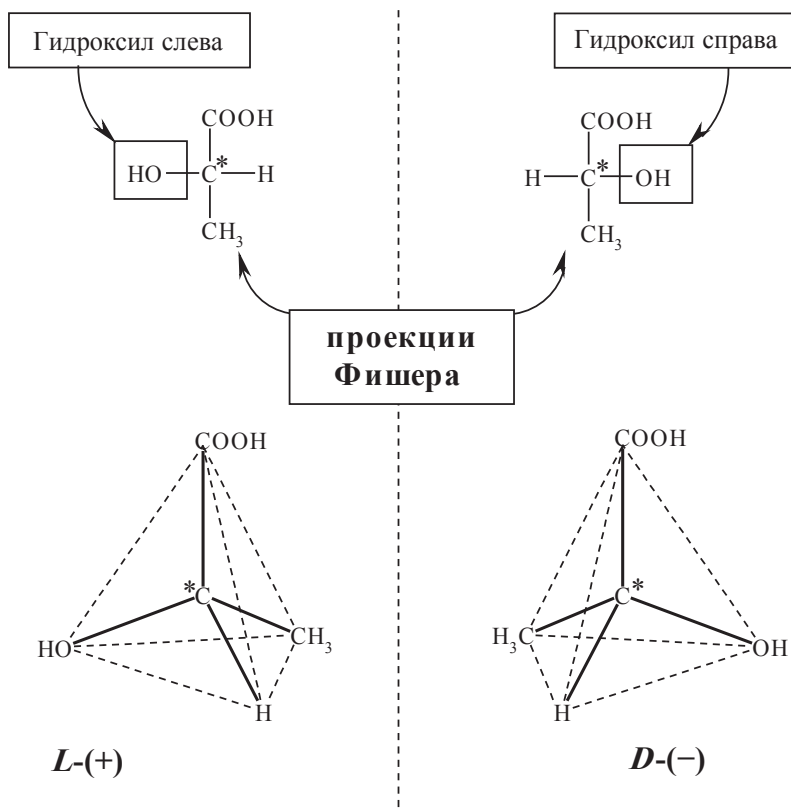 Гидроксил слева
Гидроксил справа
COOH
HO C* H
CH₃
COOH
H C* OH
CH₃
проекции
Фишера
COOH
*C
HO CH₃
H
L-(+)
COOH
C*
H₃C OH
H
D-(−)